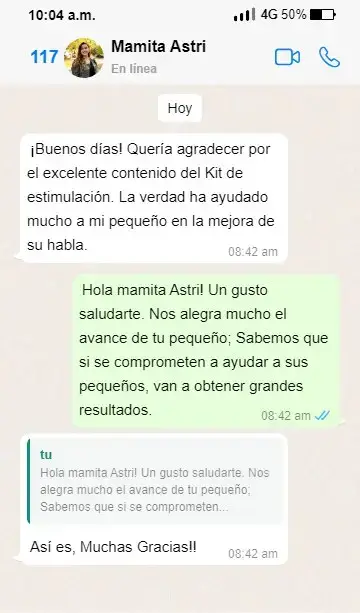 10:04 a.m.
4G 50%
117
Mamita Astri
En línea
Hoy
¡Buenos días! Quería agradecer por
el excelente contenido del Kit de
estimulación. La verdad ha ayudado
mucho a mi pequeño en la mejora de
su habla.
08:42 am
Hola mamita Astri! Un gusto
saludarte. Nos alegra mucho el
avance de tu pequeño; Sabemos que
si se comprometen a ayudar a sus
pequeños, van a obtener grandes
resultados.
08:42 am
tu
Hola mamita Astri! Un gusto saludarte. Nos
alegra mucho el avance de tu pequeño;
Sabemos que si se comprometen...
Así es, Muchas Gracias!!
08:42 am